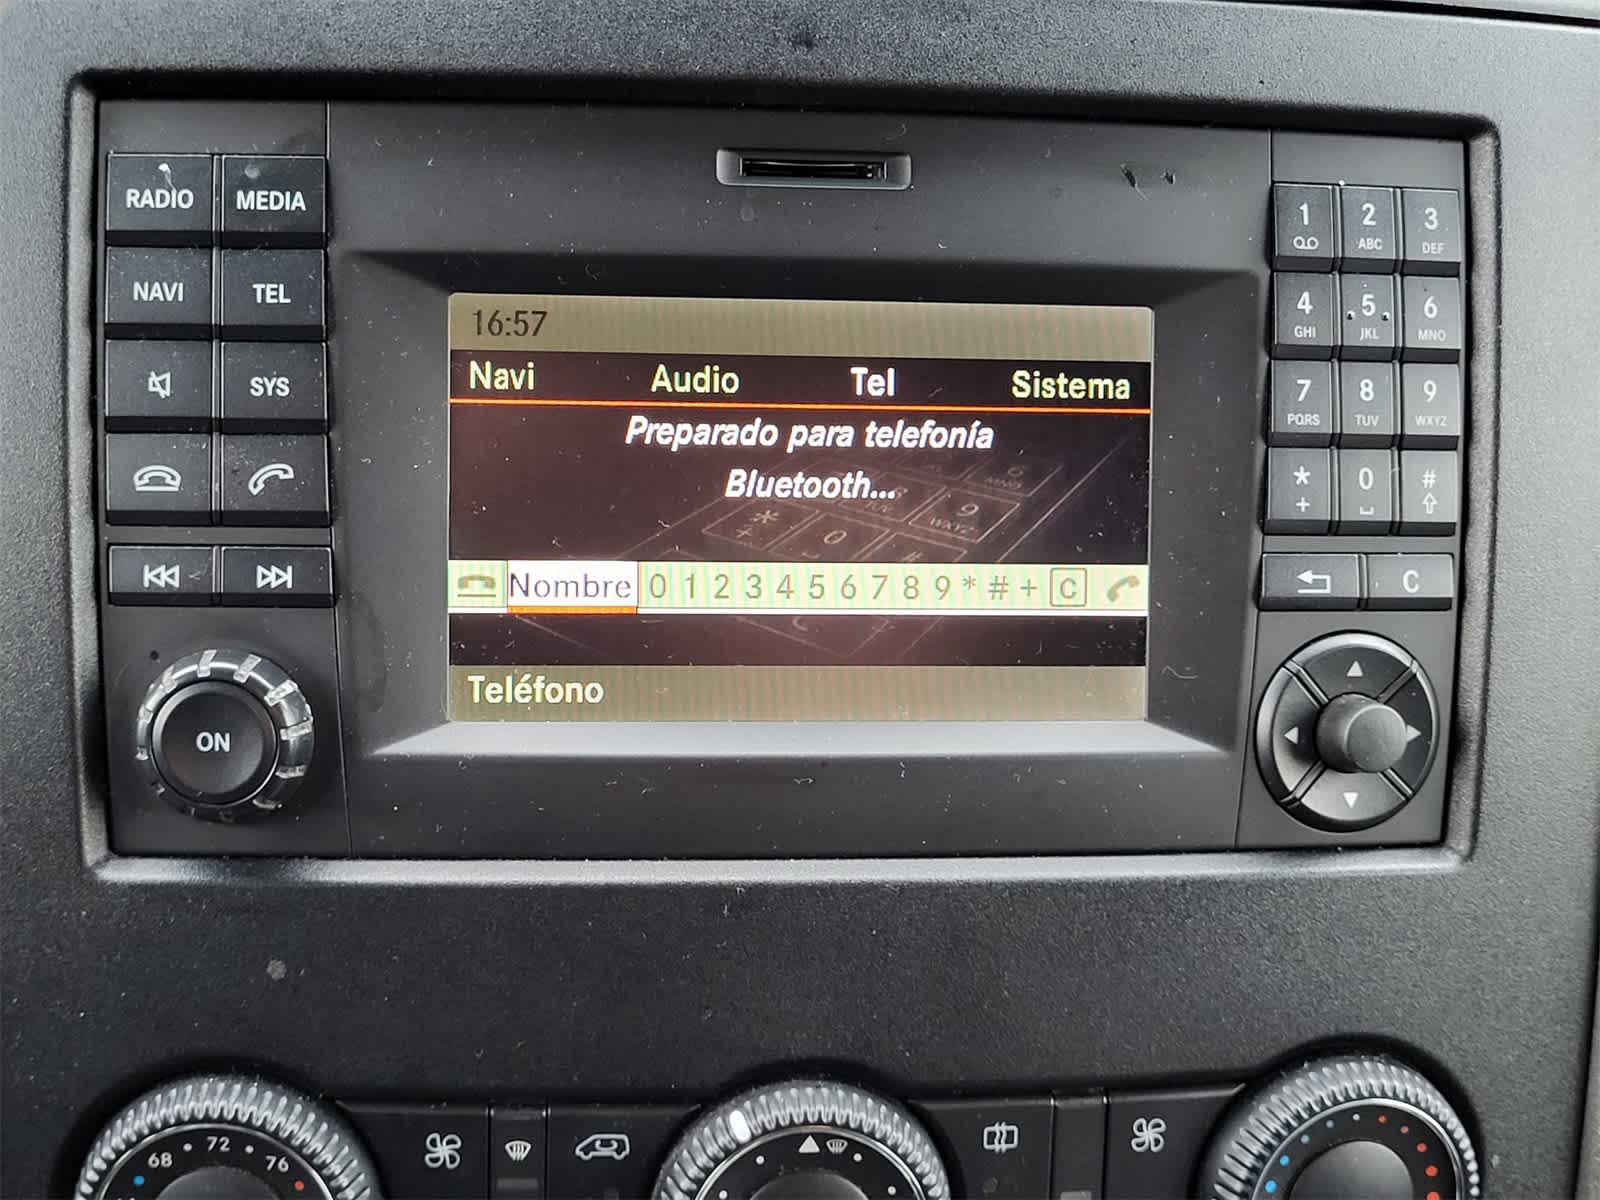 RADIO MEDIA
NAVI TEL
SYS
ON
16:57
Navi Audio Tel Sistema
Preparado para telefonía
Bluetooth...
Nombre 0 1 2 3 4 5 6 7 8 9 * # + C
Teléfono
1 2 ABC 3 DEF
4 GHI 5 JKL 6 MNO
7 PQRS 8 TUV 9 WXYZ
* + 0 #
C
68 72 76